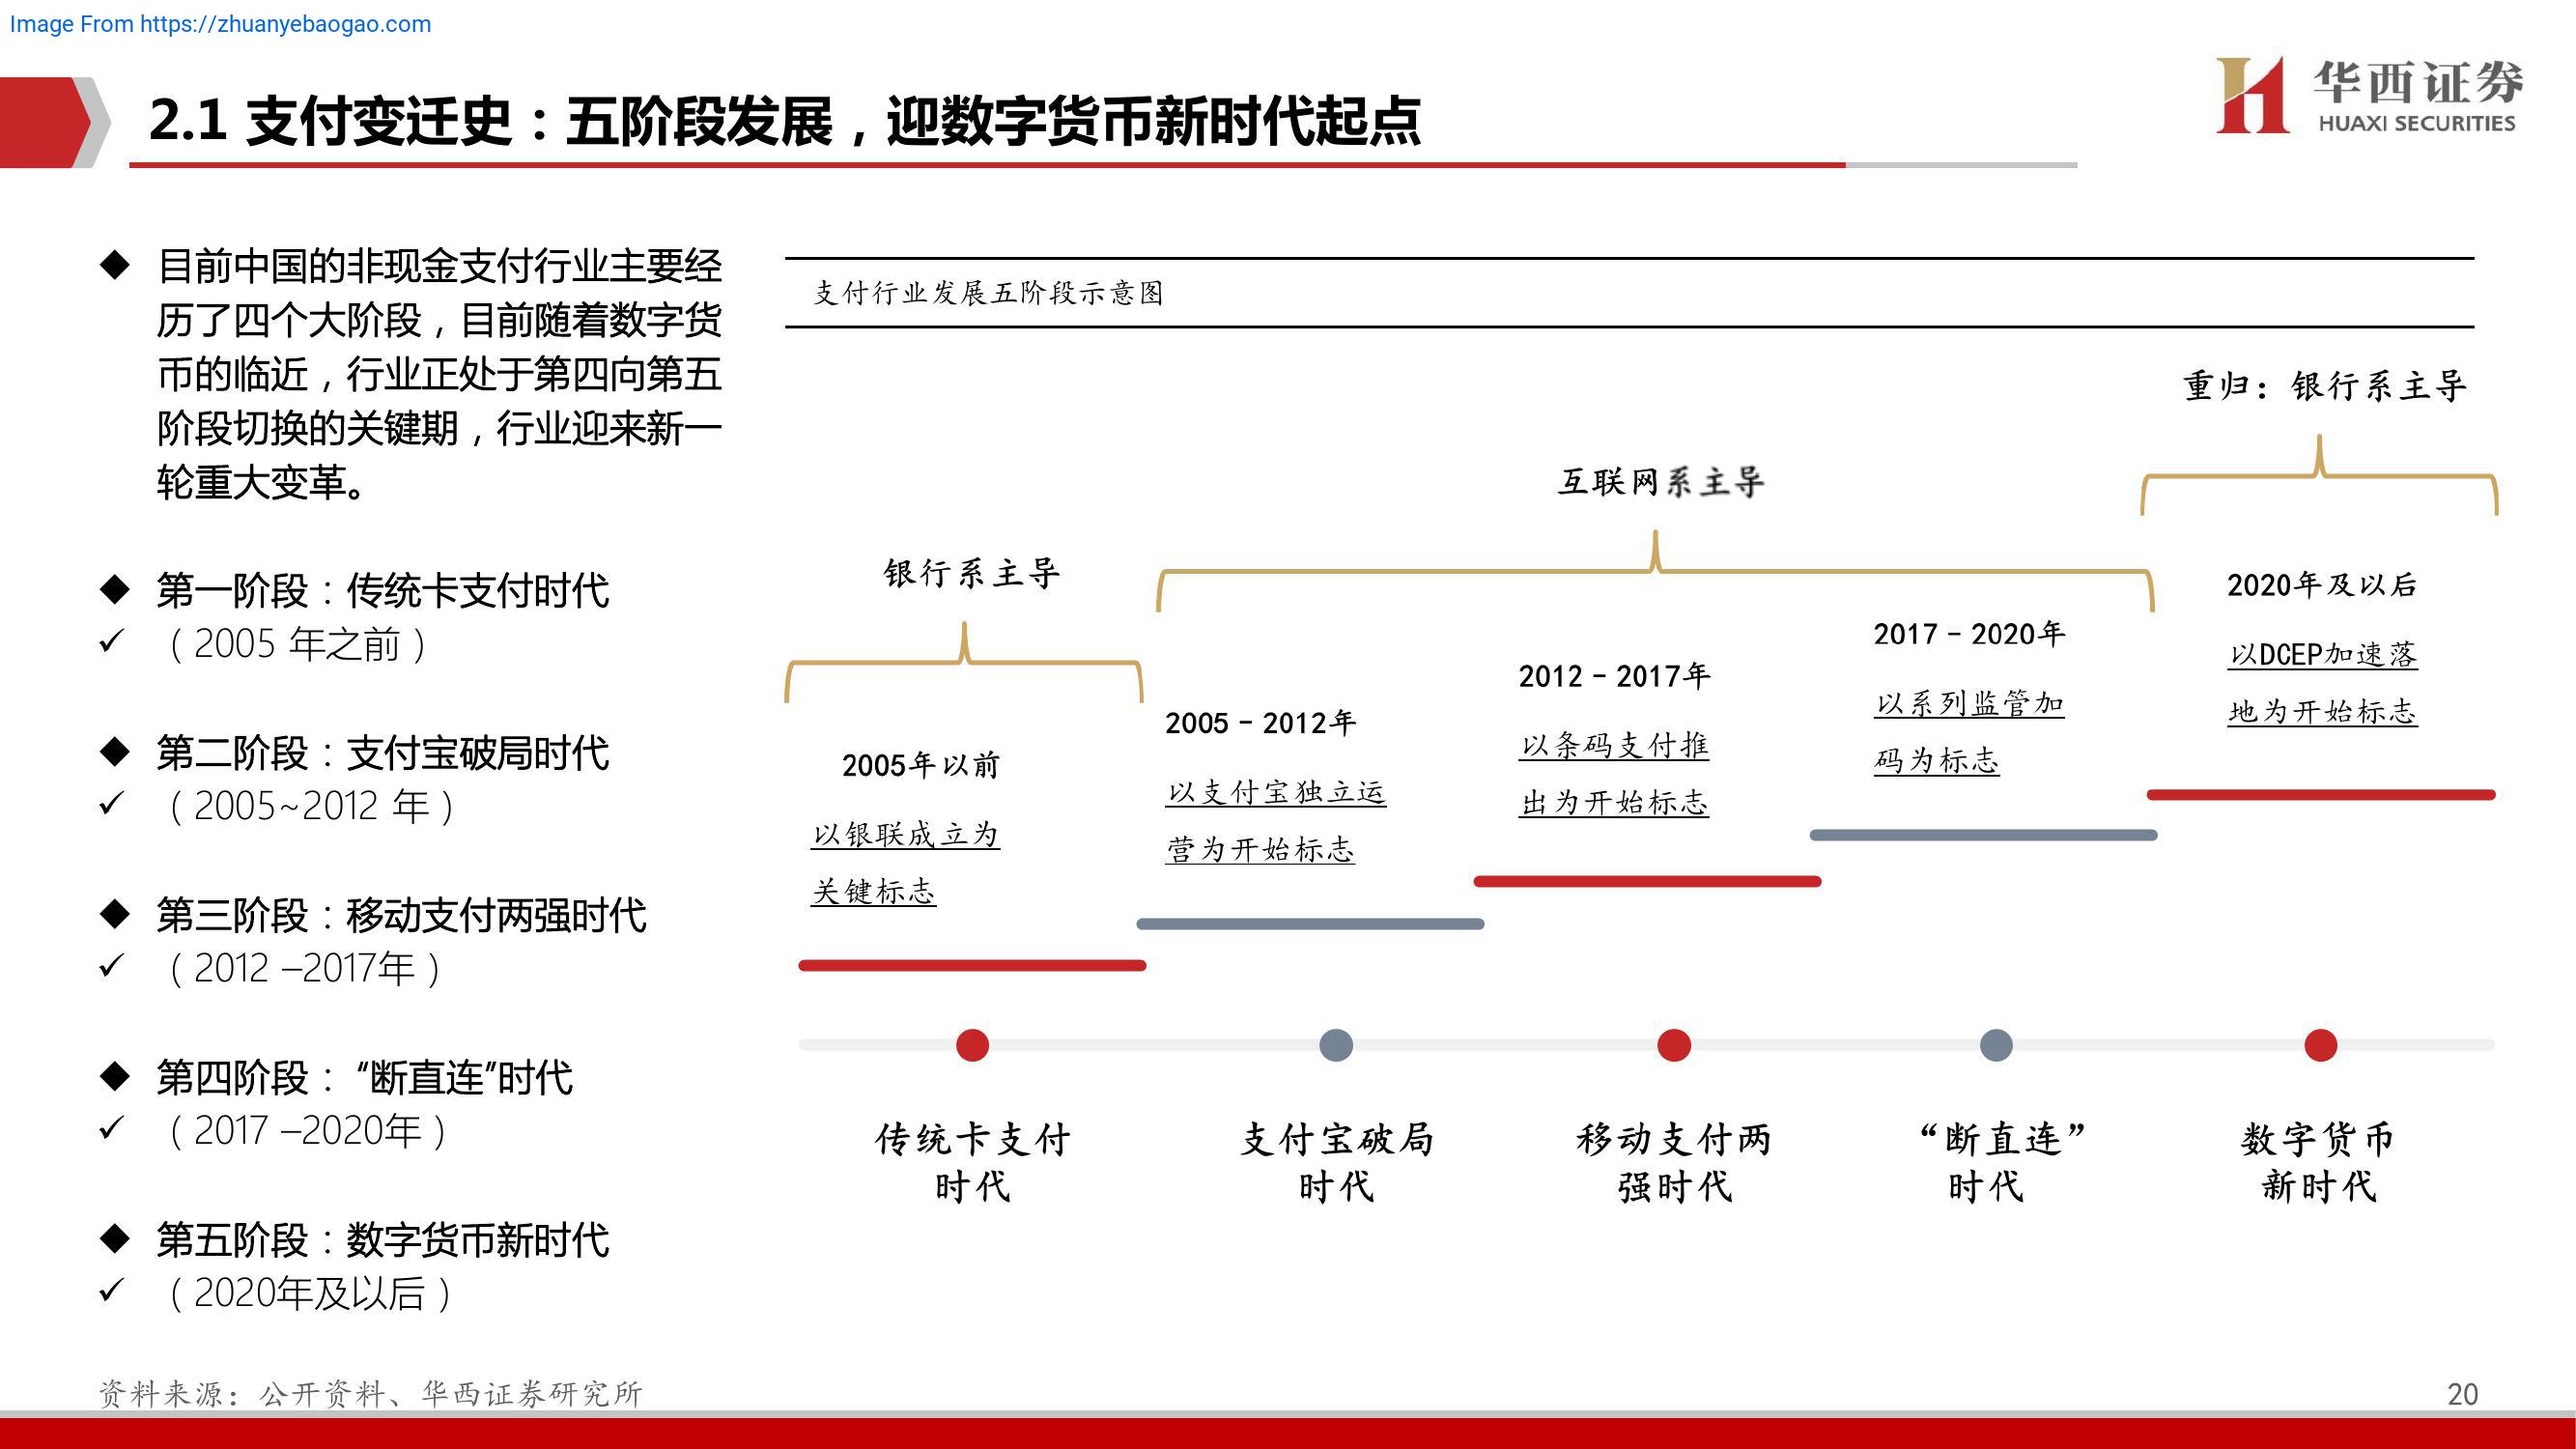 Image From https://zhuanyebaogao.com
2.1 支付变迁史：五阶段发展，迎数字货币新时代起点
华西证券
HUAXI SECURITIES
◆ 目前中国的非现金支付行业主要经
历了四个大阶段，目前随着数字货
币的临近，行业正处于第四向第五
阶段切换的关键期，行业迎来新一
轮重大变革。
◆ 第一阶段：传统卡支付时代
✓ （2005 年之前）
◆ 第二阶段：支付宝破局时代
✓ （2005~2012 年）
◆ 第三阶段：移动支付两强时代
✓ （2012 –2017年）
◆ 第四阶段：“断直连”时代
✓ （2017 –2020年）
◆ 第五阶段：数字货币新时代
✓ （2020年及以后）
支付行业发展五阶段示意图
银行系主导
互联网系主导
重归：银行系主导
2005年以前
以银联成立为
关键标志
2005－2012年
以支付宝独立运
营为开始标志
2012－2017年
以条码支付推
出为开始标志
2017－2020年
以系列监管加
码为标志
2020年及以后
以DCEP加速落
地为开始标志
传统卡支付
时代
支付宝破局
时代
移动支付两
强时代
“断直连”
时代
数字货币
新时代
资料来源：公开资料、华西证券研究所
20